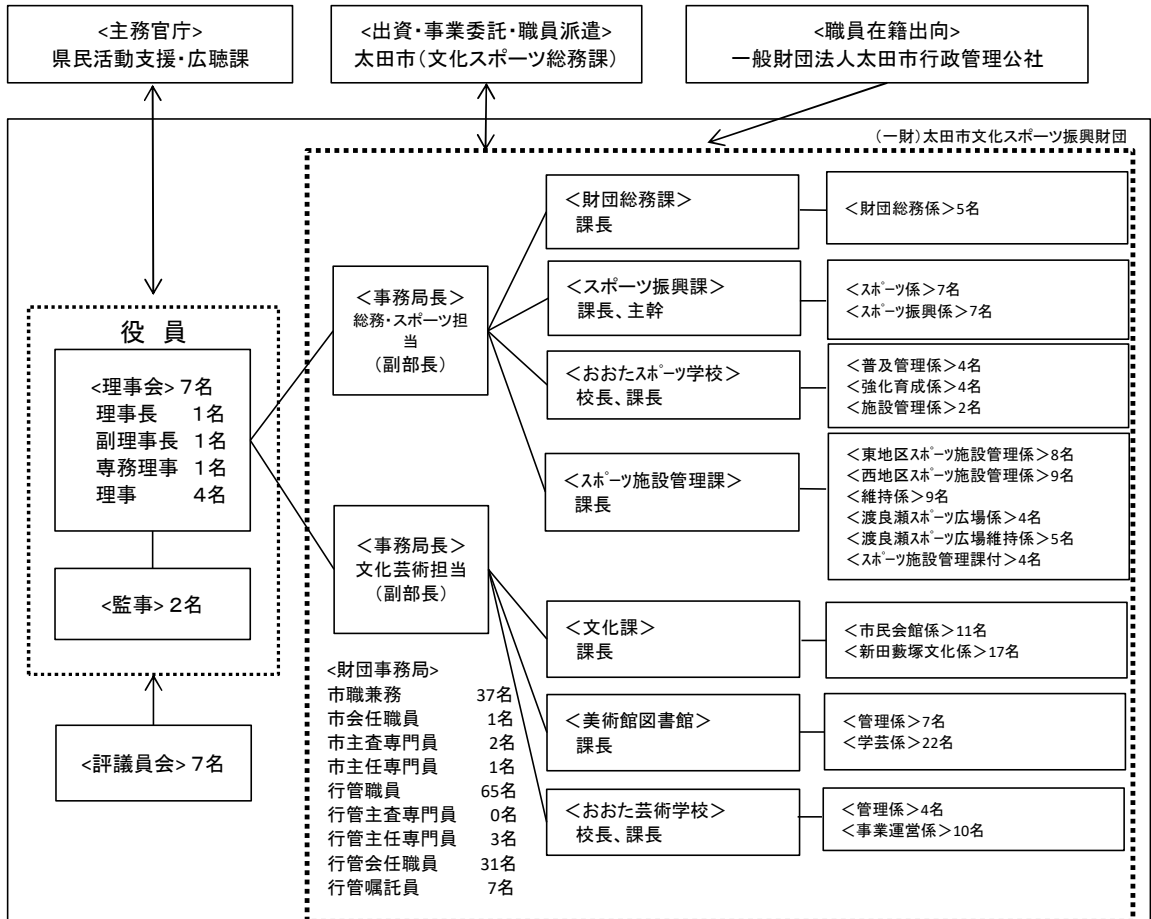 <主務官庁>
県民活動支援・広聴課
<出資・事業委託・職員派遣>
太田市(文化スポーツ総務課)
<職員在籍出向>
一般財団法人太田市行政管理公社
(一財)太田市文化スポーツ振興財団
役 員
<理事会>7名
理事長 1名
副理事長 1名
専務理事 1名
理事 4名
<監事>2名
<評議員会>7名
<事務局長>
総務・スポーツ担
当
(副部長)
<事務局長>
文化芸術担当
(副部長)
<財団事務局>
市職兼務 37名
市会任職員 1名
市主査専門員 2名
市主任専門員 1名
行管職員 65名
行管主査専門員 0名
行管主任専門員 3名
行管会任職員 31名
行管嘱託員 7名
<財団総務課>
課長
<財団総務係>5名
<スポーツ振興課>
課長、主幹
<スポーツ係>7名
<スポーツ振興係>7名
<おおたスポーツ学校>
校長、課長
<普及管理係>4名
<強化育成係>4名
<施設管理係>2名
<スポーツ施設管理課>
課長
<東地区スポーツ施設管理係>8名
<西地区スポーツ施設管理係>9名
<維持係>9名
<渡良瀬スポーツ広場係>4名
<渡良瀬スポーツ広場維持係>5名
<スポーツ施設管理課付>4名
<文化課>
課長
<市民会館係>11名
<新田藪塚文化係>17名
<美術館図書館>
課長
<管理係>7名
<学芸係>22名
<おおた芸術学校>
校長、課長
<管理係>4名
<事業運営係>10名